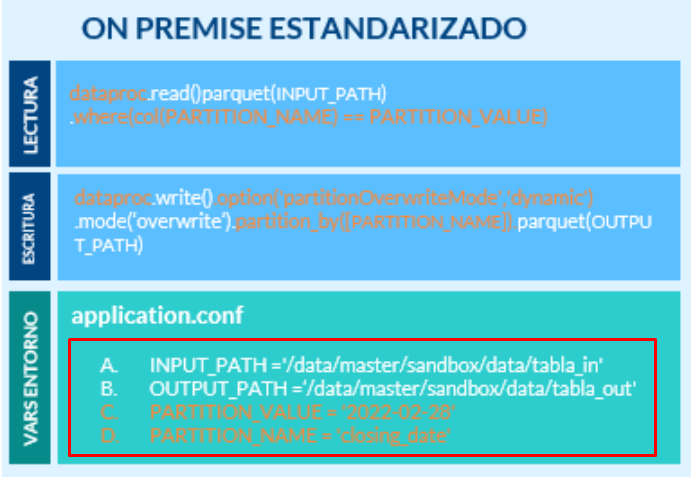 ON PREMISE ESTANDARIZADO
LECTURA
dataproc.read()parquet(INPUT_PATH)
.where(col(PARTITION_NAME) == PARTITION_VALUE)
ESCRITURA
dataproc.write().option('partitionOverwriteMode','dynamic')
.mode('overwrite').partition_by([PARTITION_NAME]).parquet(OUTPU
T_PATH)
VARS ENTORNO
application.conf
A. INPUT_PATH ='/data/master/sandbox/data/tabla_in'
B. OUTPUT_PATH ='/data/master/sandbox/data/tabla_out'
C. PARTITION_VALUE = '2022-02-28'
D. PARTITION_NAME = 'closing_date'